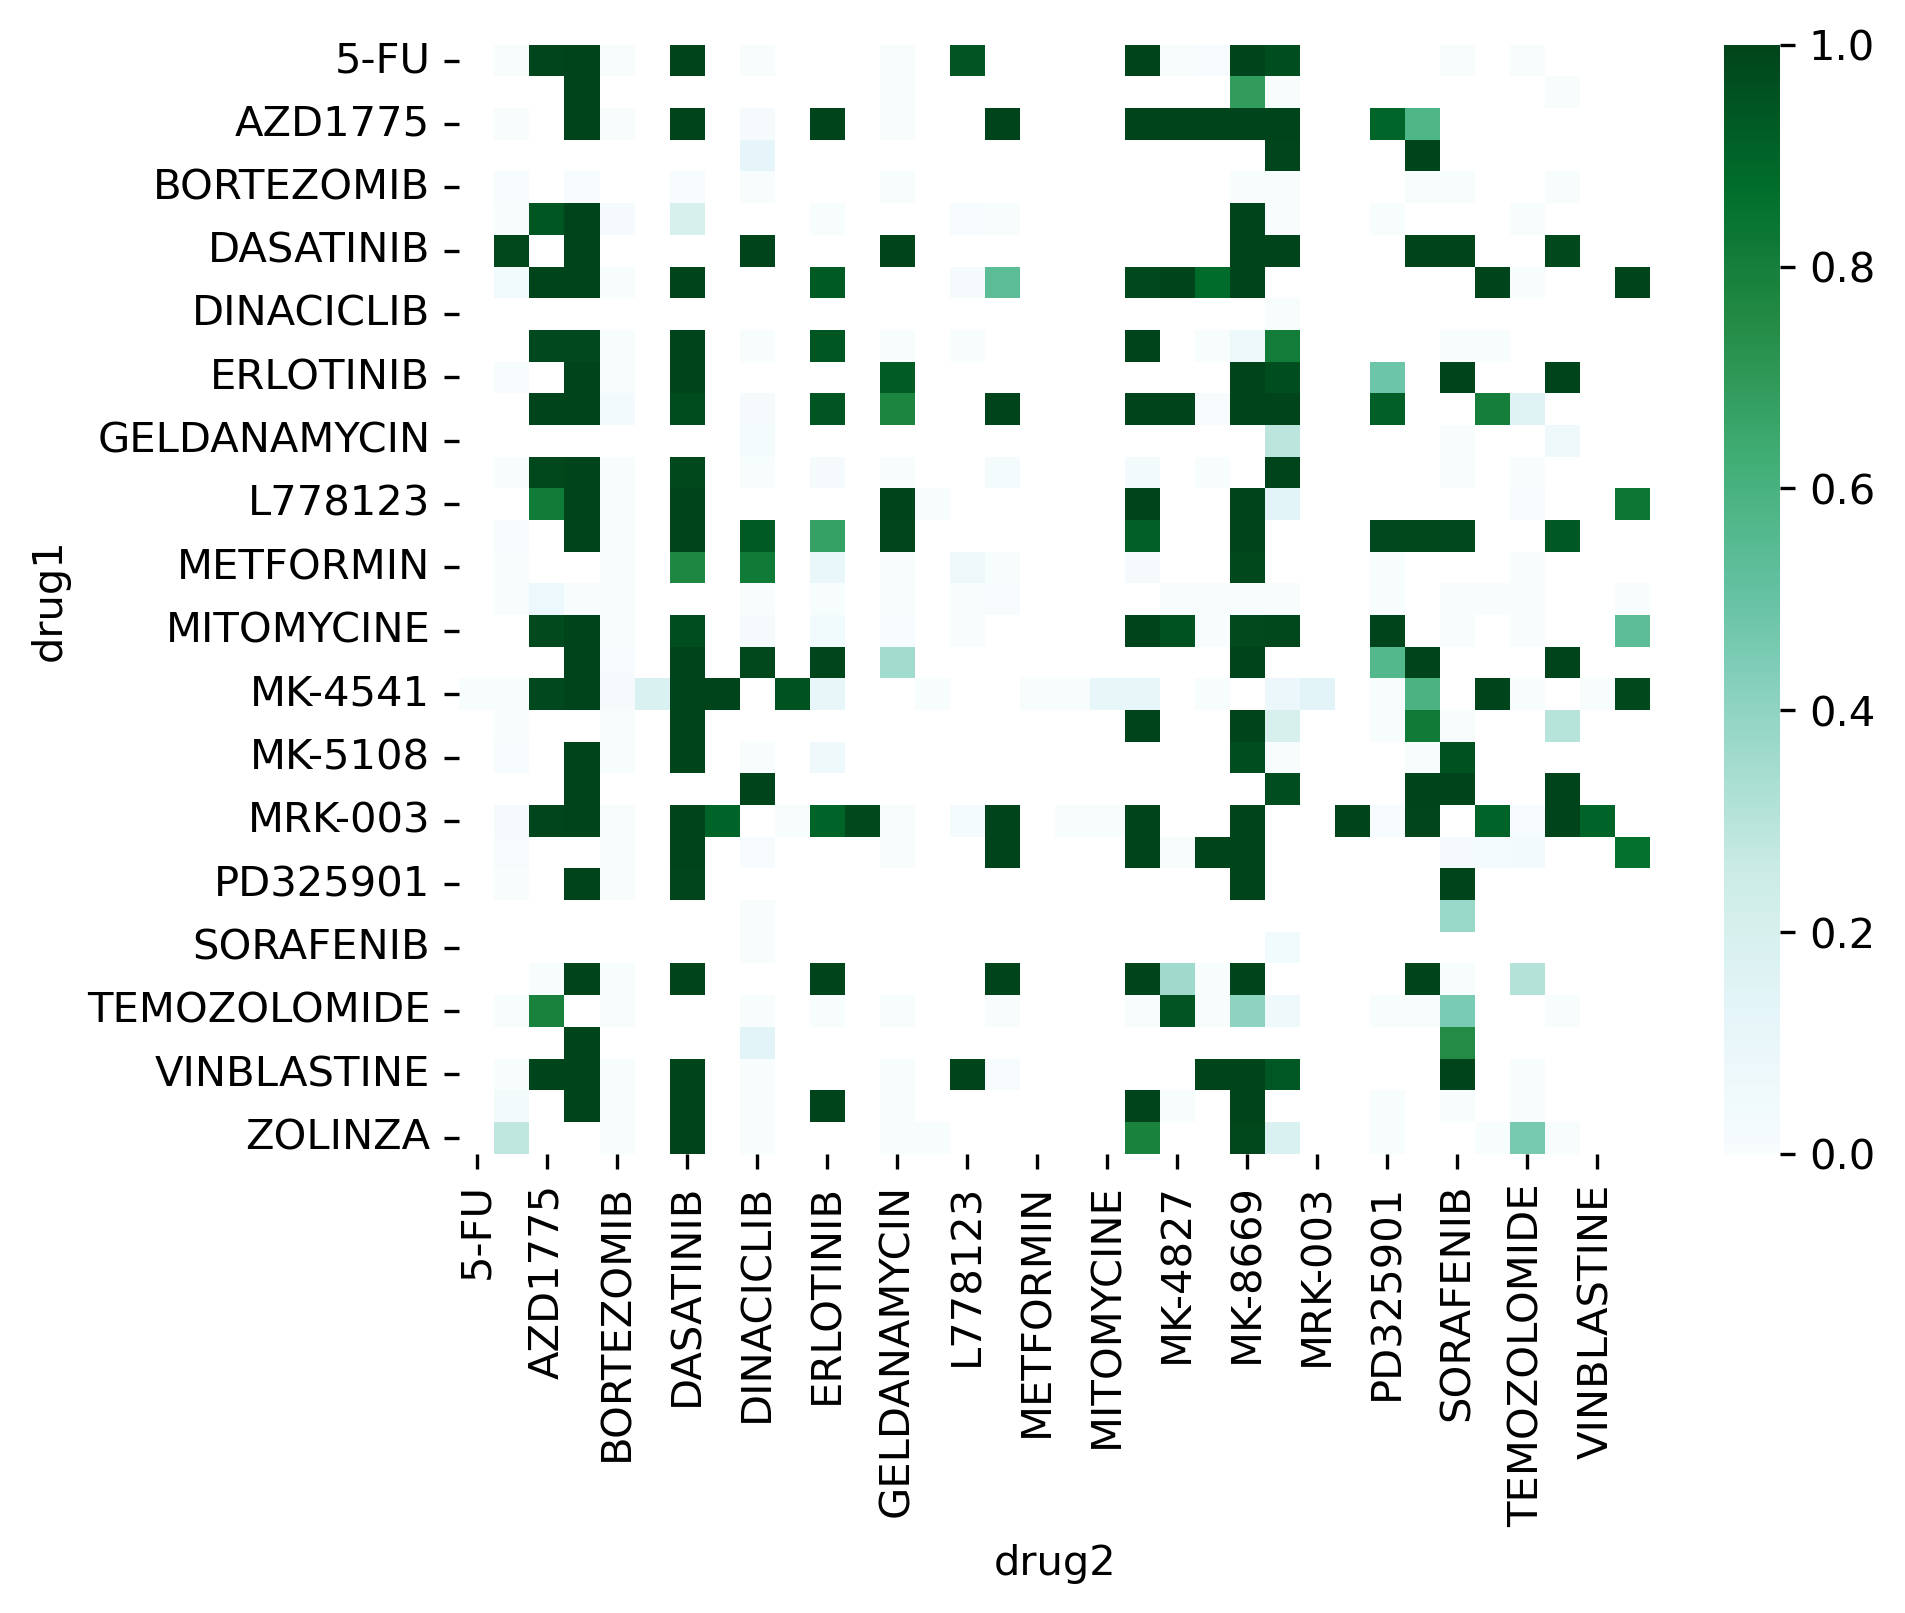 5-FU
AZD1775
BORTEZOMIB
DASATINIB
DINACICLIB
ERLOTINIB
GELDANAMYCIN
L778123
METFORMIN
MITOMYCINE
MK-4541
MK-5108
MRK-003
PD325901
SORAFENIB
TEMOZOLOMIDE
VINBLASTINE
ZOLINZA
drug1
5-FU
AZD1775
BORTEZOMIB
DASATINIB
DINACICLIB
ERLOTINIB
GELDANAMYCIN
L778123
METFORMIN
MITOMYCINE
MK-4827
MK-8669
MRK-003
PD325901
SORAFENIB
TEMOZOLOMIDE
VINBLASTINE
drug2
1.0
0.8
0.6
0.4
0.2
0.0